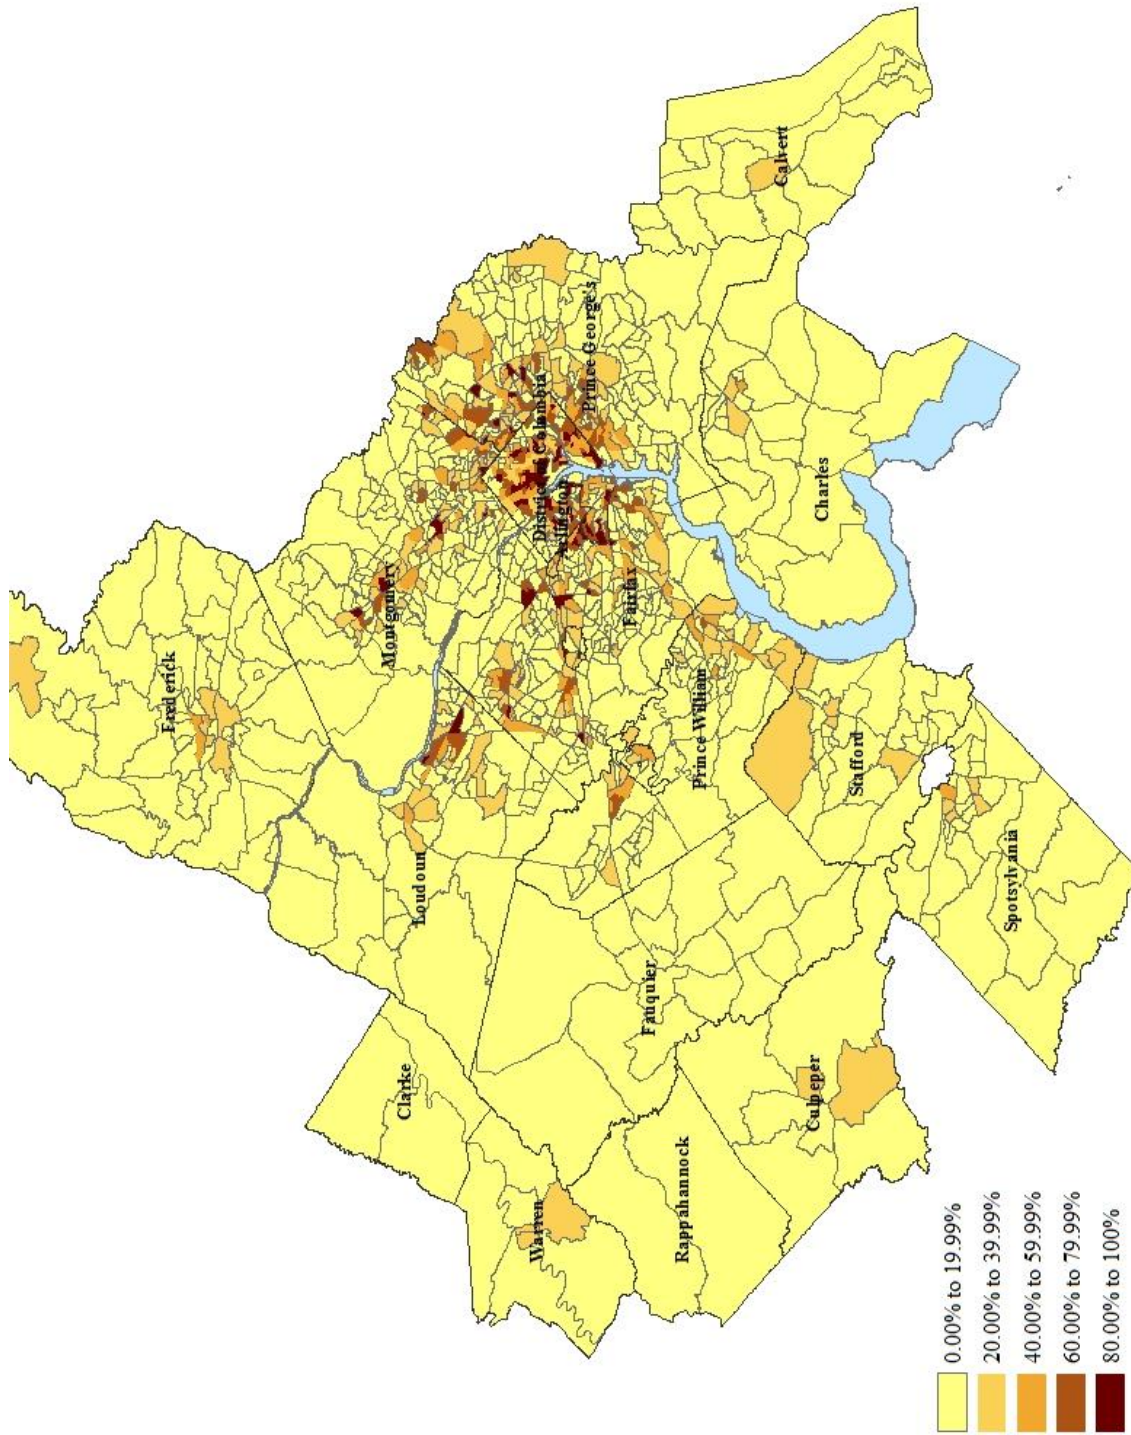 Frederick
Montgomery
Loudoun
Clarke
Warren
District of Columbia
Arlington
Prince George's
Fairfax
Calvert
Fauquier
Prince William
Rappahannock
Charles
Culpeper
Stafford
Spotsylvania
0.00% to 19.99%
20.00% to 39.99%
40.00% to 59.99%
60.00% to 79.99%
80.00% to 100%